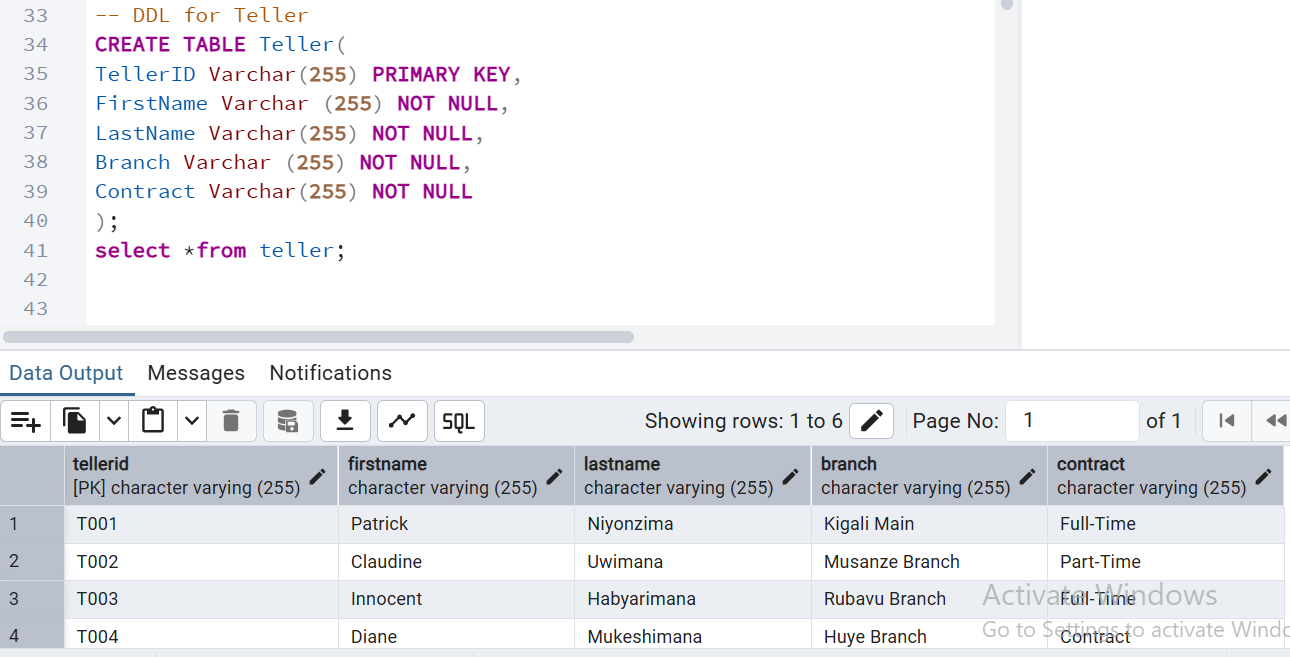 33 -- DDL for Teller
34 CREATE TABLE Teller(
35 TellerID Varchar(255) PRIMARY KEY,
36 FirstName Varchar (255) NOT NULL,
37 LastName Varchar(255) NOT NULL,
38 Branch Varchar (255) NOT NULL,
39 Contract Varchar(255) NOT NULL
40 );
41 select *from teller;
42
43
Data Output Messages Notifications
SQL Showing rows: 1 to 6 Page No: 1 of 1
tellerid firstname lastname branch contract
[PK] character varying (255) character varying (255) character varying (255) character varying (255) character varying (255)
1 T001 Patrick Niyonzima Kigali Main Full-Time
2 T002 Claudine Uwimana Musanze Branch Part-Time
3 T003 Innocent Habyarimana Rubavu Branch Full-Time
Activate Windows
4 T004 Diane Mukeshimana Huye Branch Contract
Go to Settings to activate Windo